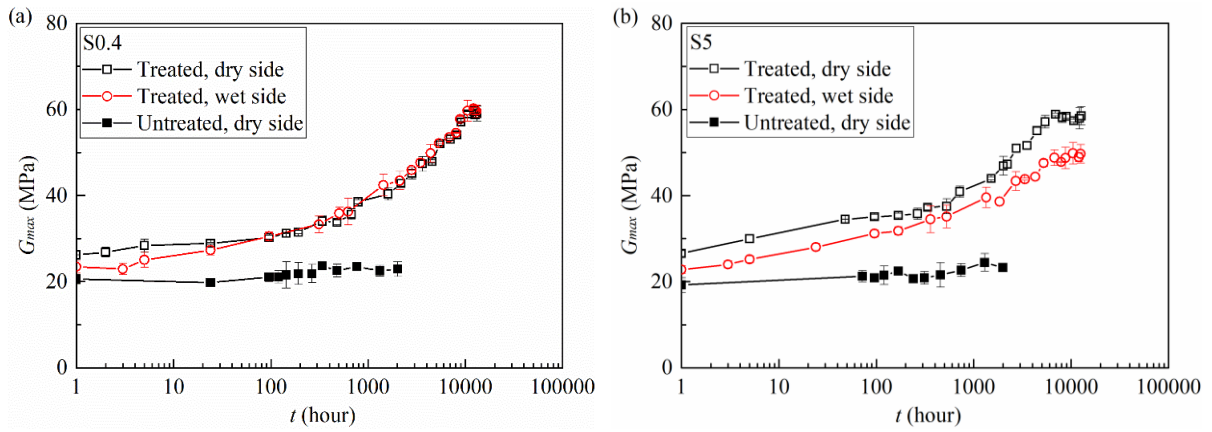 (a)
80
60
40
20
0
Gmax (MPa)
S0.4
Treated, dry side
Treated, wet side
Untreated, dry side
1 10 100 1000 10000 100000
t (hour)
(b)
80
60
40
20
0
Gmax (MPa)
S5
Treated, dry side
Treated, wet side
Untreated, dry side
1 10 100 1000 10000 100000
t (hour)